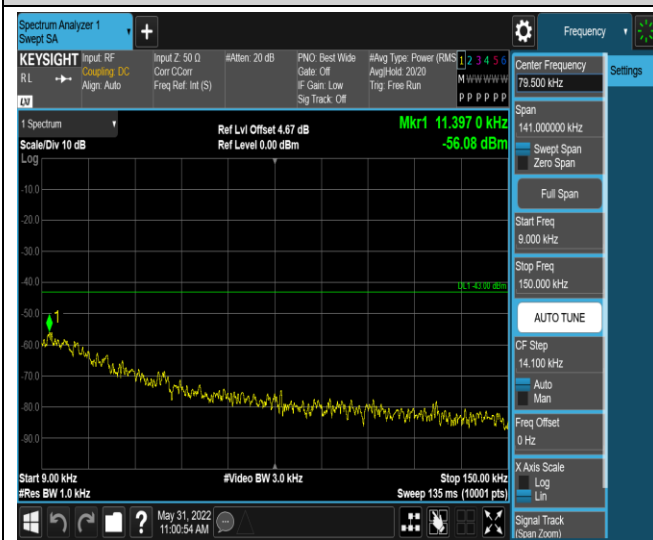 Spectrum Analyzer 1
Swept SA
Frequency
KEYSIGHT
RL
LXI
Input: RF
Coupling: DC
Align: Auto
Input Z: 50 Ω
Corr CCorr
Freq Ref: Int (S)
#Atten: 20 dB
PNO: Best Wide
Gate: Off
IF Gain: Low
Sig Track: Off
#Avg Type: Power (RMS
Avg|Hold: 20/20
Trig: Free Run
1 2 3 4 5 6
M W W W W W
P P P P P P
Settings
Center Frequency
79.500 kHz
Span
141.000000 kHz
Swept Span
Zero Span
Full Span
Start Freq
9.000 kHz
Stop Freq
150.000 kHz
AUTO TUNE
CF Step
14.100 kHz
Auto
Man
Freq Offset
0 Hz
X Axis Scale
Log
Lin
Signal Track
(Span Zoom)
1 Spectrum
Scale/Div 10 dB
Log
Ref Lvl Offset 4.67 dB
Ref Level 0.00 dBm
Mkr1 11.397 0 kHz
-56.08 dBm
-10.0
-20.0
-30.0
-40.0
DL1 -43.00 dBm
-50.0
1
-60.0
-70.0
-80.0
-90.0
Start 9.00 kHz
#Video BW 3.0 kHz
Stop 150.00 kHz
#Res BW 1.0 kHz
Sweep 135 ms (10001 pts)
?
May 31, 2022
11:00:54 AM